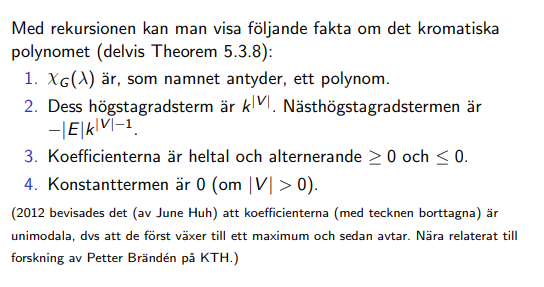 Med rekursionen kan man visa följande fakta om det kromatiska
polynomet (delvis Theorem 5.3.8):
1. χ_G(λ) är, som namnet antyder, ett polynom.
2. Dess högstagradsterm är k^|V|. Nästhögstagradstermen är
−|E|k^|V|−1.
3. Koefficienterna är heltal och alternerande ≥ 0 och ≤ 0.
4. Konstanttermen är 0 (om |V| > 0).
(2012 bevisades det (av June Huh) att koefficienterna (med tecknen borttagna) är
unimodala, dvs att de först växer till ett maximum och sedan avtar. Nära relaterat till
forskning av Petter Brändén på KTH.)